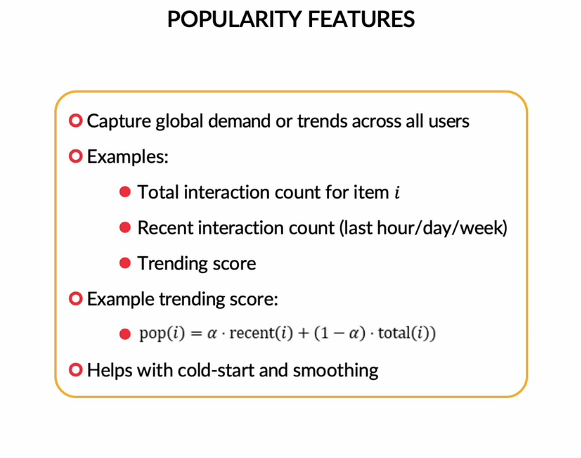 POPULARITY FEATURES
Capture global demand or trends across all users
Examples:
Total interaction count for item i
Recent interaction count (last hour/day/week)
Trending score
Example trending score:
pop(i) = α · recent(i) + (1 − α) · total(i))
Helps with cold-start and smoothing